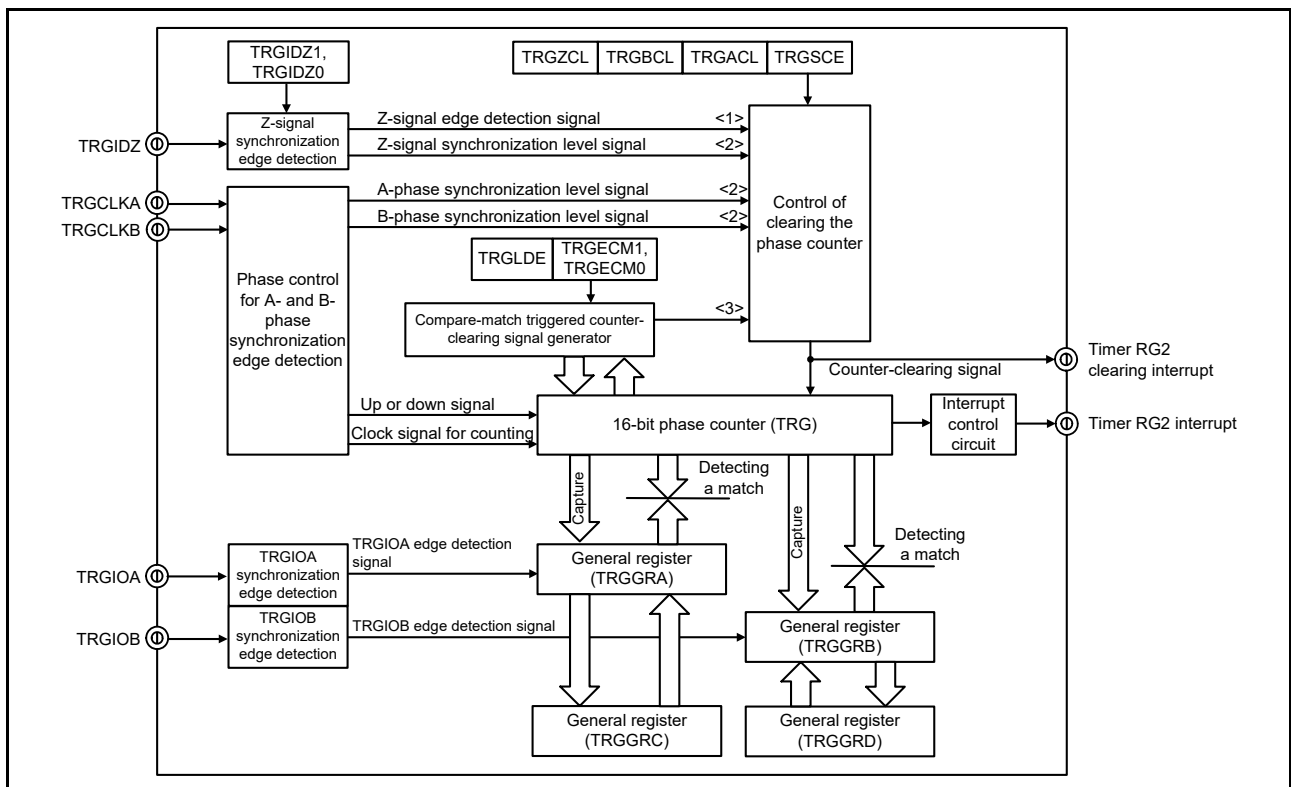 TRGIDZ1,
TRGIDZ0
TRGZCL TRGBCL TRGACL TRGSCE
TRGIDZ
Z-signal
synchronization
edge detection
Z-signal edge detection signal <1>
Z-signal synchronization level signal <2>
TRGCLKA
TRGCLKB
A-phase synchronization level signal <2>
B-phase synchronization level signal <2>
Control of
clearing the
phase counter
Phase control
for A- and B-
phase
synchronization
edge detection
TRGLDE
TRGECM1,
TRGECM0
Compare-match triggered counter-
clearing signal generator
<3>
Counter-clearing signal
Timer RG2
clearing interrupt
Up or down signal
Clock signal for counting
16-bit phase counter (TRG)
Interrupt
control
circuit
Timer RG2 interrupt
Capture
Detecting
a match
Capture
Detecting
a match
TRGIOA
TRGIOA
synchronization
edge detection
TRGIOA edge detection
signal
General register
(TRGGRA)
TRGIOB
TRGIOB
synchronization
edge detection
TRGIOB edge detection signal
General register
(TRGGRB)
General register
(TRGGRC)
General register
(TRGGRD)